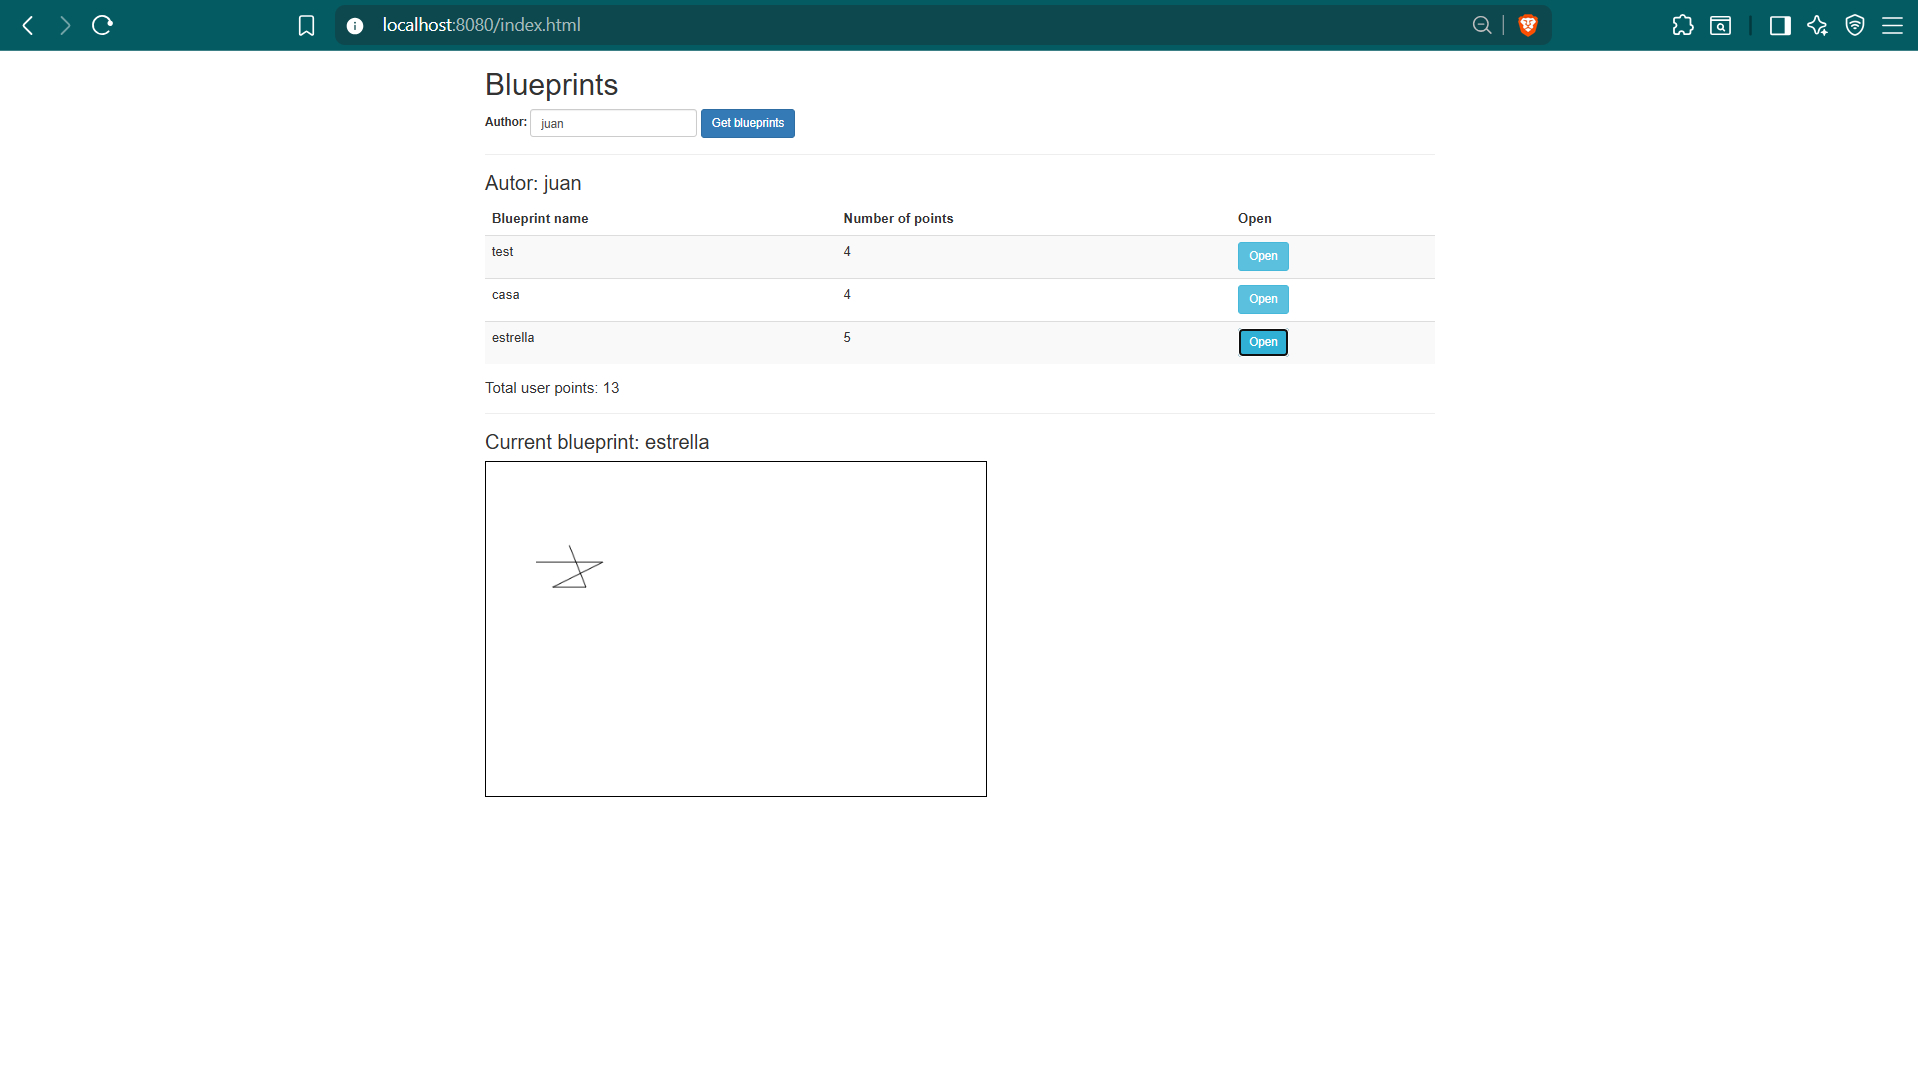 localhost:8080/index.html
Blueprints
Author: juan Get blueprints
Autor: juan
Blueprint name Number of points Open
test 4 Open
casa 4 Open
estrella 5 Open
Total user points: 13
Current blueprint: estrella